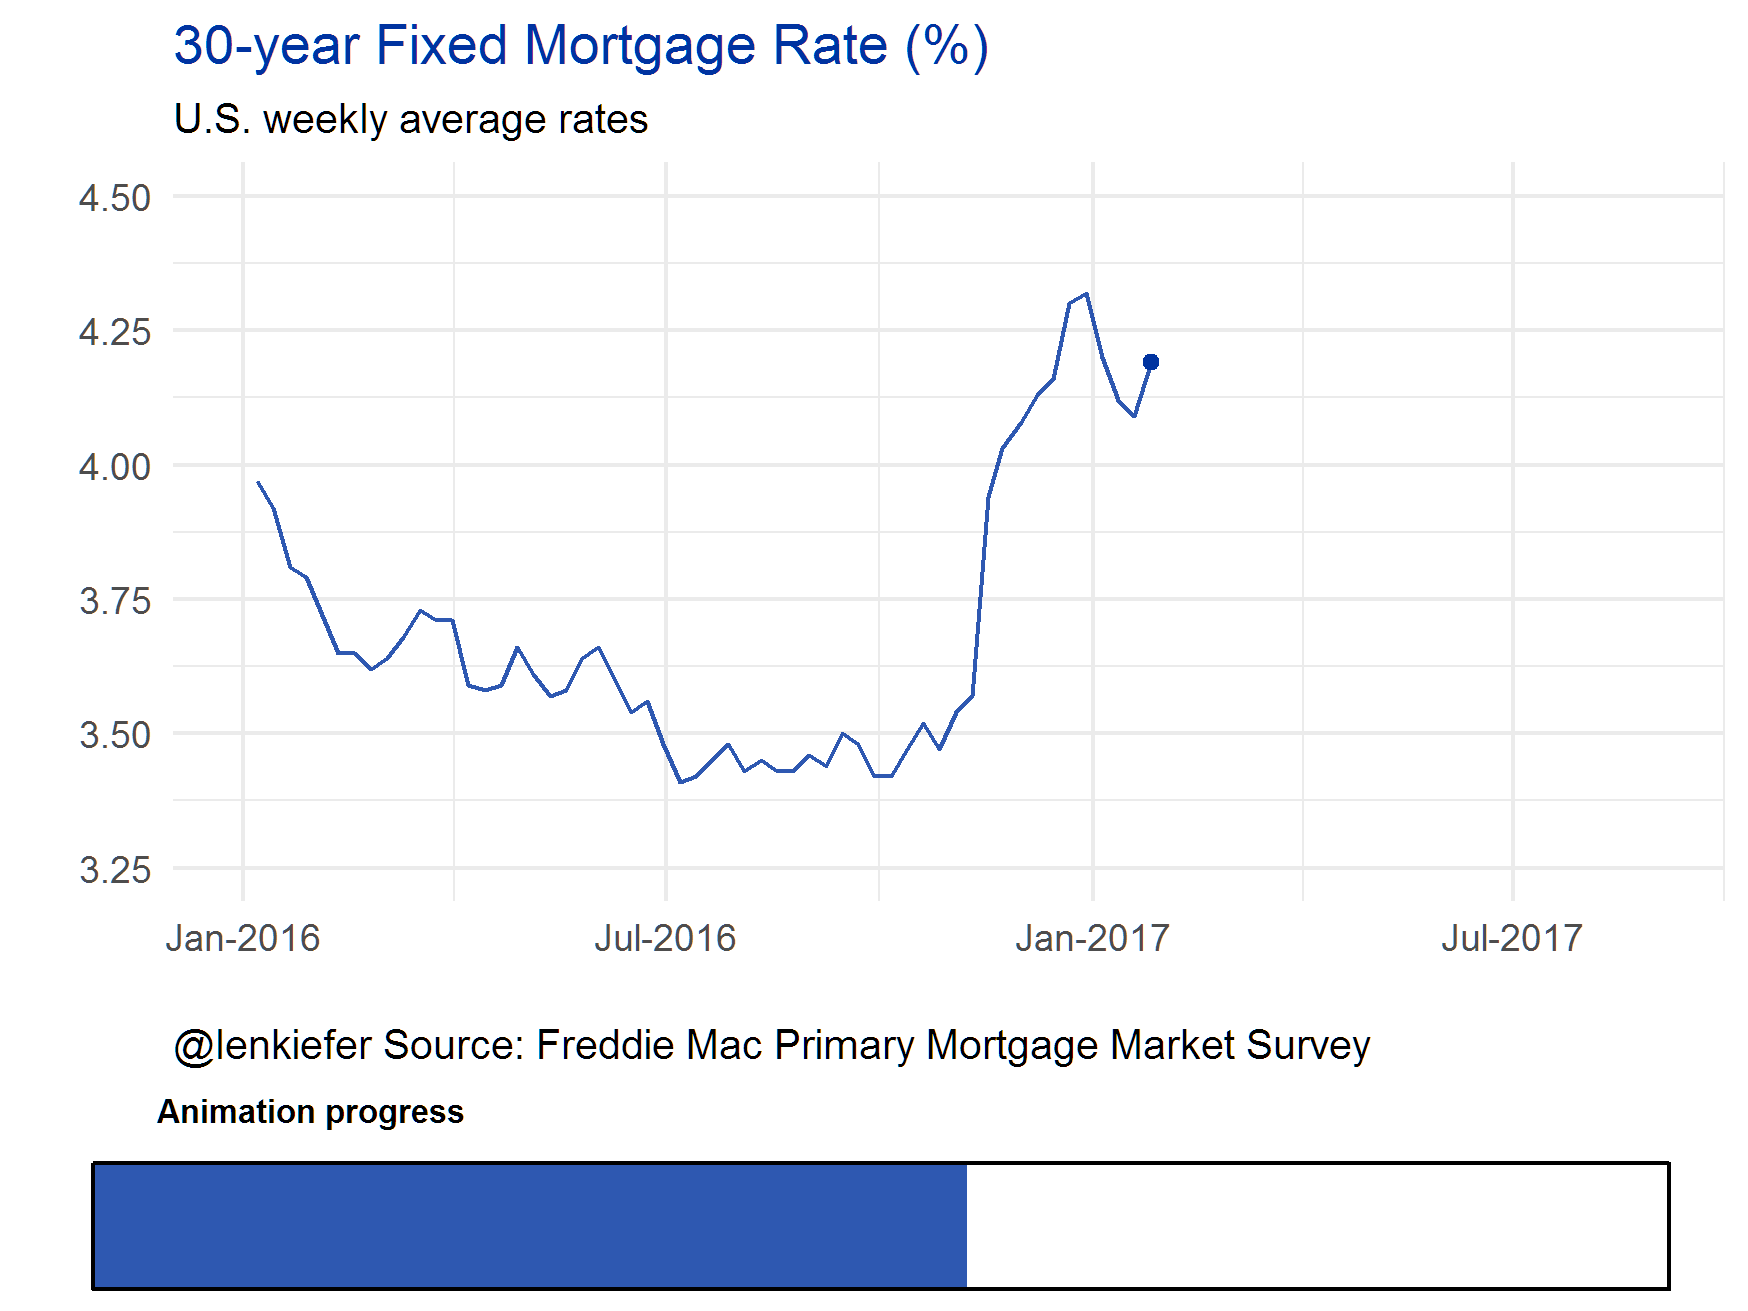 30-year Fixed Mortgage Rate (%)
U.S. weekly average rates
4.50
4.25
4.00
3.75
3.50
3.25
Jan-2016 Jul-2016 Jan-2017 Jul-2017
@lenkiefer Source: Freddie Mac Primary Mortgage Market Survey
Animation progress